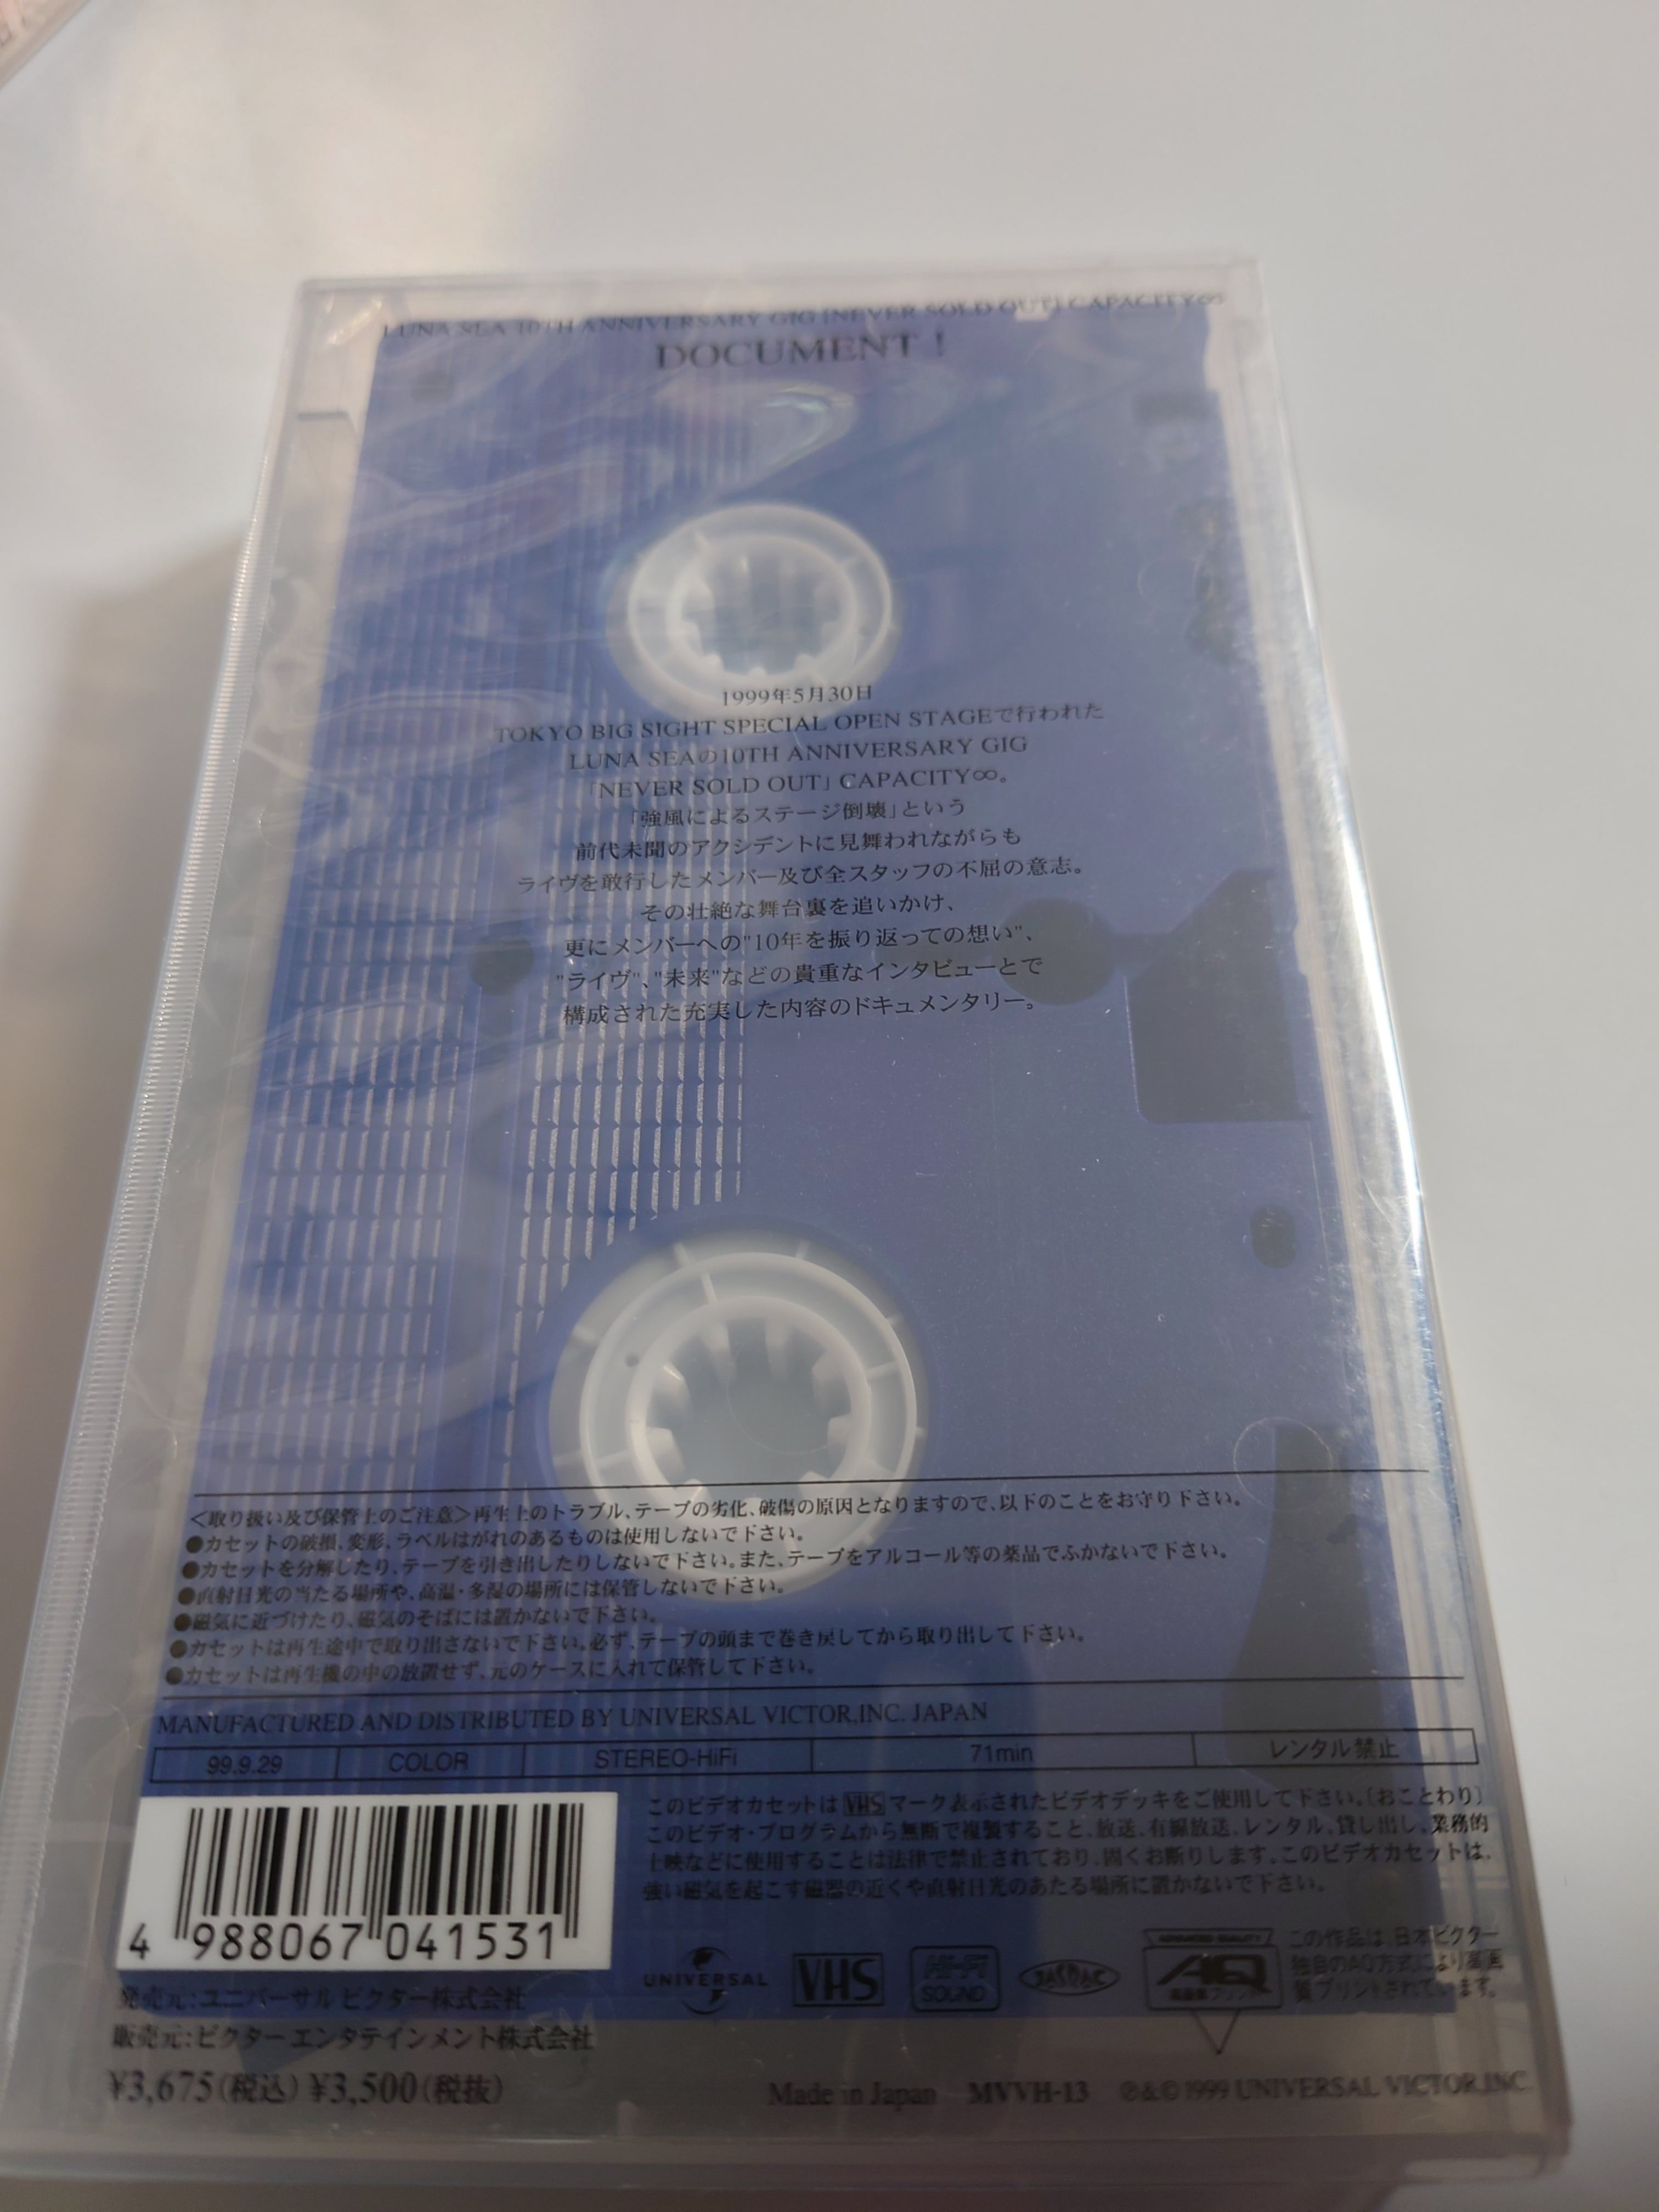 LUNA SEA 10TH ANNIVERSARY GIG [NEVER SOLD OUT] CAPACITY∞
DOCUMENT !
1999年5月30日
TOKYO BIG SIGHT SPECIAL OPEN STAGEで行われた
LUNA SEAの10TH ANNIVERSARY GIG
「NEVER SOLD OUT」CAPACITY∞。
「強風によるステージ倒壊」という
前代未聞のアクシデントに見舞われながらも
ライヴを敢行したメンバー及び全スタッフの不屈の意志。
その壮絶な舞台裏を追いかけ、
更にメンバーへの"10年を振り返っての想い"、
"ライヴ"、"未来"などの貴重なインタビューとで
構成された充実した内容のドキュメンタリー。
<取り扱い及び保管上のご注意>再生上のトラブル、テープの劣化、破傷の原因となりますので、以下のことをお守り下さい。
●カセットの破損、変形、ラベルはがれのあるものは使用しないで下さい。
●カセットを分解したり、テープを引き出したりしないで下さい。また、テープをアルコール等の薬品でふかないで下さい。
●直射日光の当たる場所や、高温・多湿の場所には保管しないで下さい。
●磁気に近づけたり、磁気のそばには置かないで下さい。
●カセットは再生途中で取り出さないで下さい。必ず、テープの頭まで巻き戻してから取り出して下さい。
●カセットは再生機の中の放置せず、元のケースに入れて保管して下さい。
MANUFACTURED AND DISTRIBUTED BY UNIVERSAL VICTOR,INC. JAPAN
99.9.29 COLOR STEREO-HiFi 71min レンタル禁止
このビデオカセットは VHS マーク表示されたビデオデッキをご使用して下さい。〔おことわり〕
このビデオ・プログラムから無断で複製すること、放送、有線放送、レンタル、貸し出し、業務的
上映などに使用することは法律で禁止されており、固くお断りします。このビデオカセットは、
強い磁気を起こす磁器の近くや直射日光のあたる場所に置かないで下さい。
4 988067 041531
UNIVERSAL VHS Hi-Fi SOUND JASRAC ADVANCED QUALITY AQ 高画質プリント
この作品は、日本ビクター
独自のAQ方式により高画
質プリントされています。
発売元:ユニバーサル ビクター株式会社
販売元:ビクター エンタテインメント株式会社
¥3,675(税込) ¥3,500(税抜)
Made in Japan MVVH-13 ℗&© 1999 UNIVERSAL VICTOR,INC.